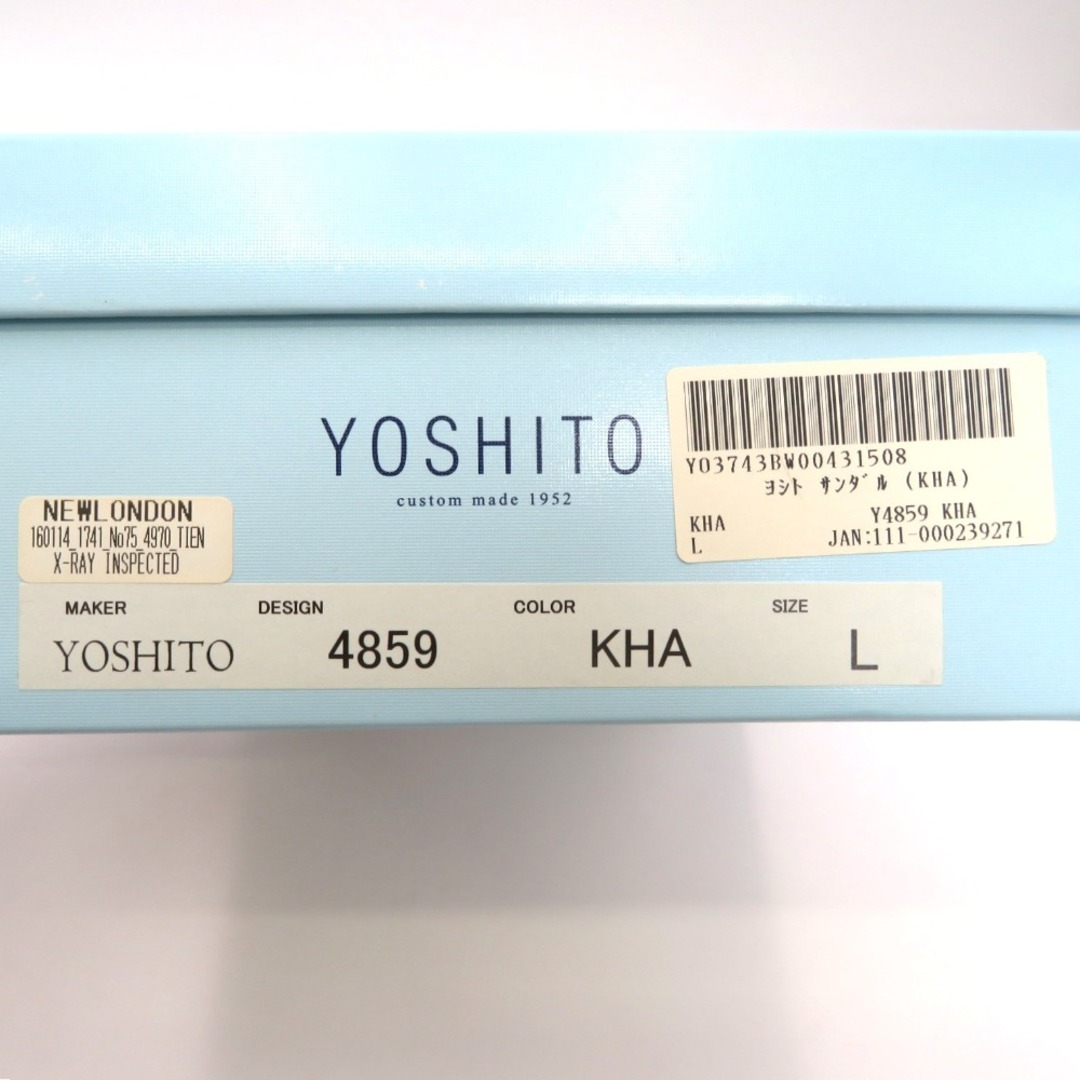 YOSHITO
custom made 1952
Y03743BW00431508
ヨシト サンダル (KHA)
KHA
Y4859 KHA
L
JAN:111-000239271
NEWLONDON
160114_1741_No75_4970_TIEN
X-RAY INSPECTED
MAKER DESIGN COLOR SIZE
YOSHITO 4859 KHA L